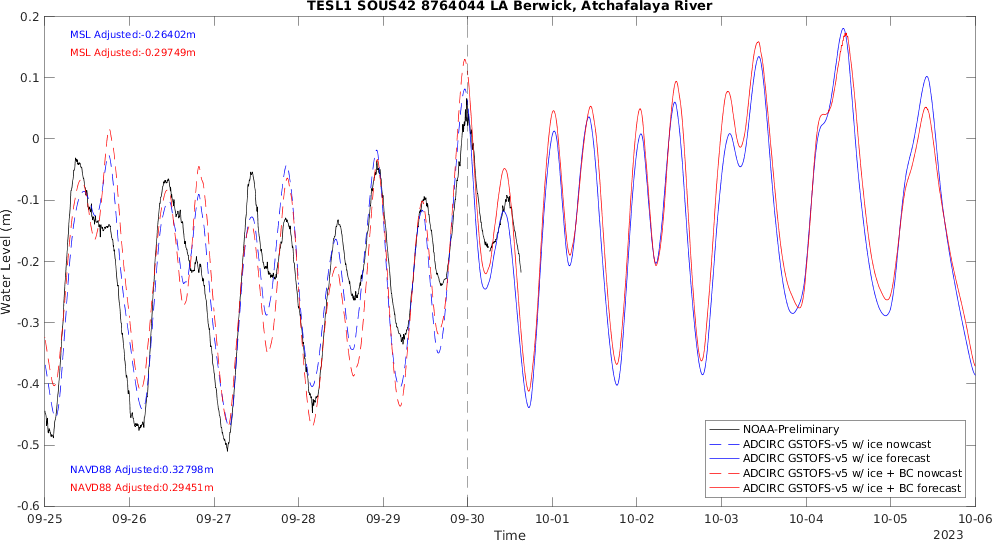 TESL1 SOUS42 8764044 LA Berwick, Atchafalaya River
0.2
0.1
0
-0.1
-0.2
-0.3
-0.4
-0.5
-0.6
Water Level (m)
MSL Adjusted:-0.26402m
MSL Adjusted:-0.29749m
NAVD88 Adjusted:0.32798m
NAVD88 Adjusted:0.29451m
NOAA-Preliminary
ADCIRC GSTOFS-v5 w/ ice nowcast
ADCIRC GSTOFS-v5 w/ ice forecast
ADCIRC GSTOFS-v5 w/ ice + BC nowcast
ADCIRC GSTOFS-v5 w/ ice + BC forecast
09-25 09-26 09-27 09-28 09-29 09-30 10-01 10-02 10-03 10-04 10-05 10-06
Time
2023